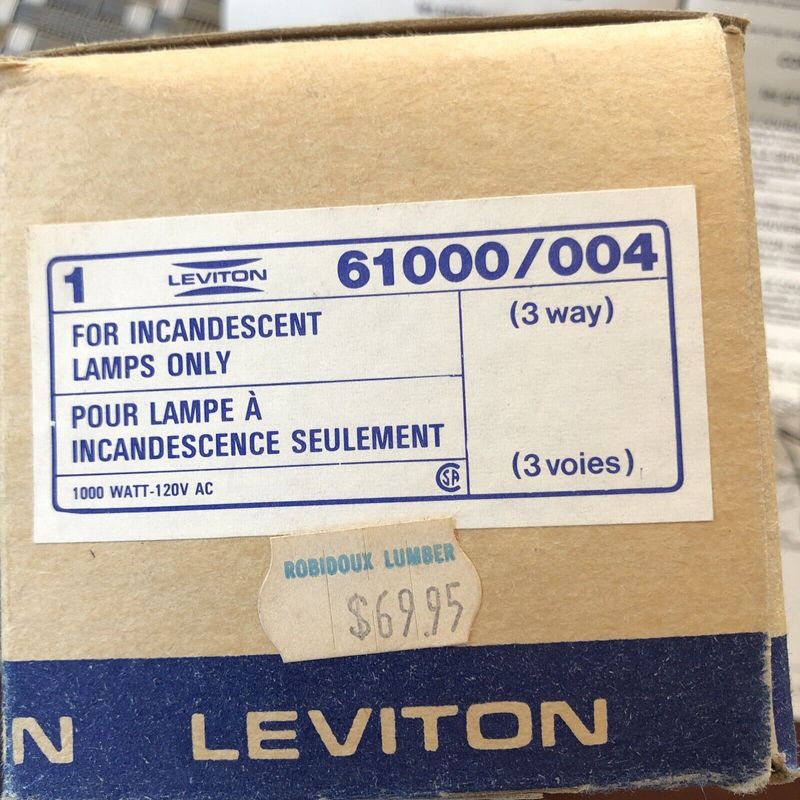 1 LEVITON 61000/004
FOR INCANDESCENT
LAMPS ONLY
POUR LAMPE À
INCANDESCENCE SEULEMENT
1000 WATT-120V AC
(3 way)
(3 voies)
ROBIDOUX LUMBER
$69.95
N LEVITON